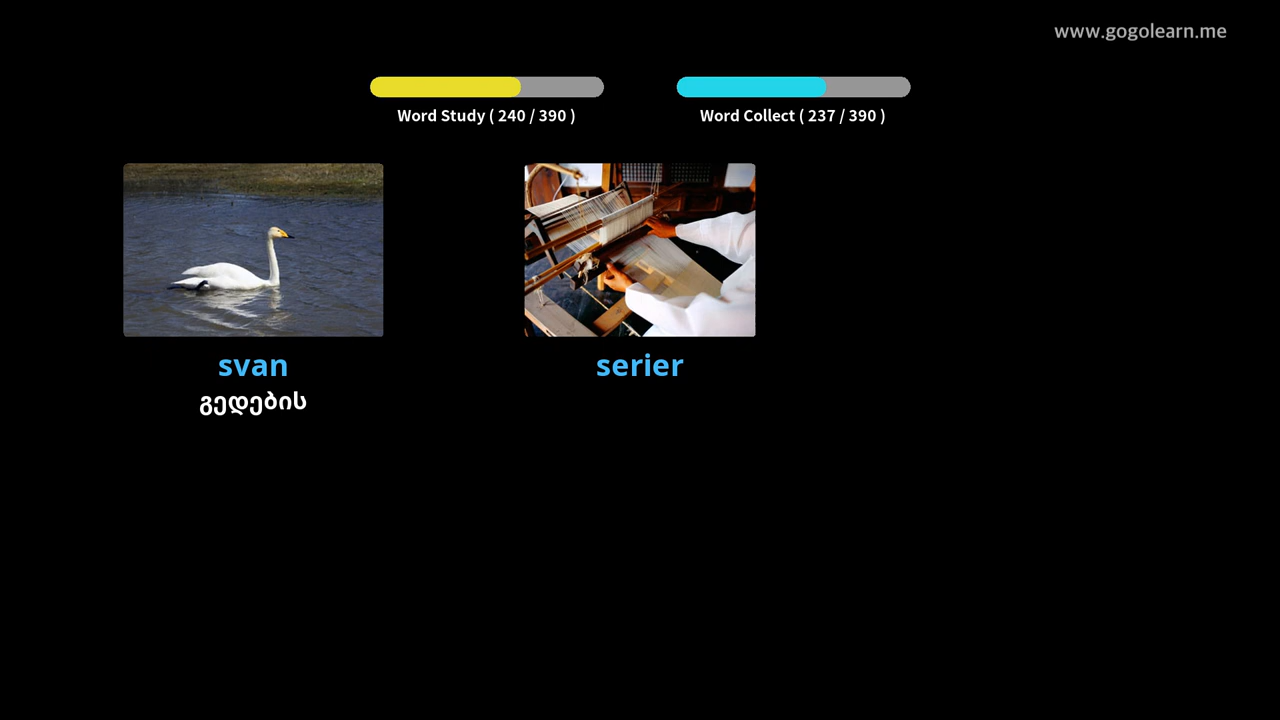 www.gogolearn.me
Word Study ( 240 / 390 )
Word Collect ( 237 / 390 )
svan
გედების
serier